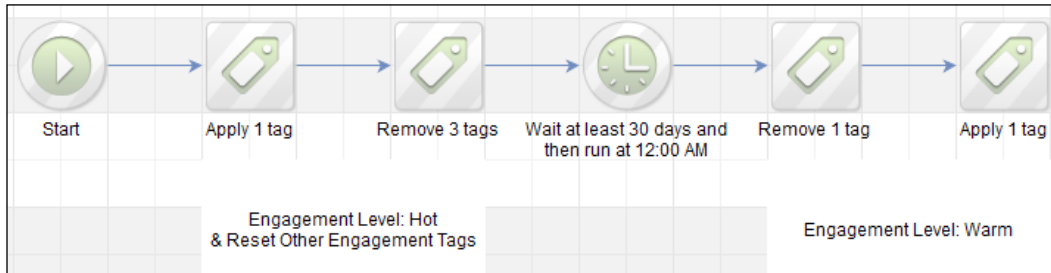 Start
Apply 1 tag
Remove 3 tags
Wait at least 30 days and
then run at 12:00 AM
Remove 1 tag
Apply 1 tag
Engagement Level: Hot
& Reset Other Engagement Tags
Engagement Level: Warm